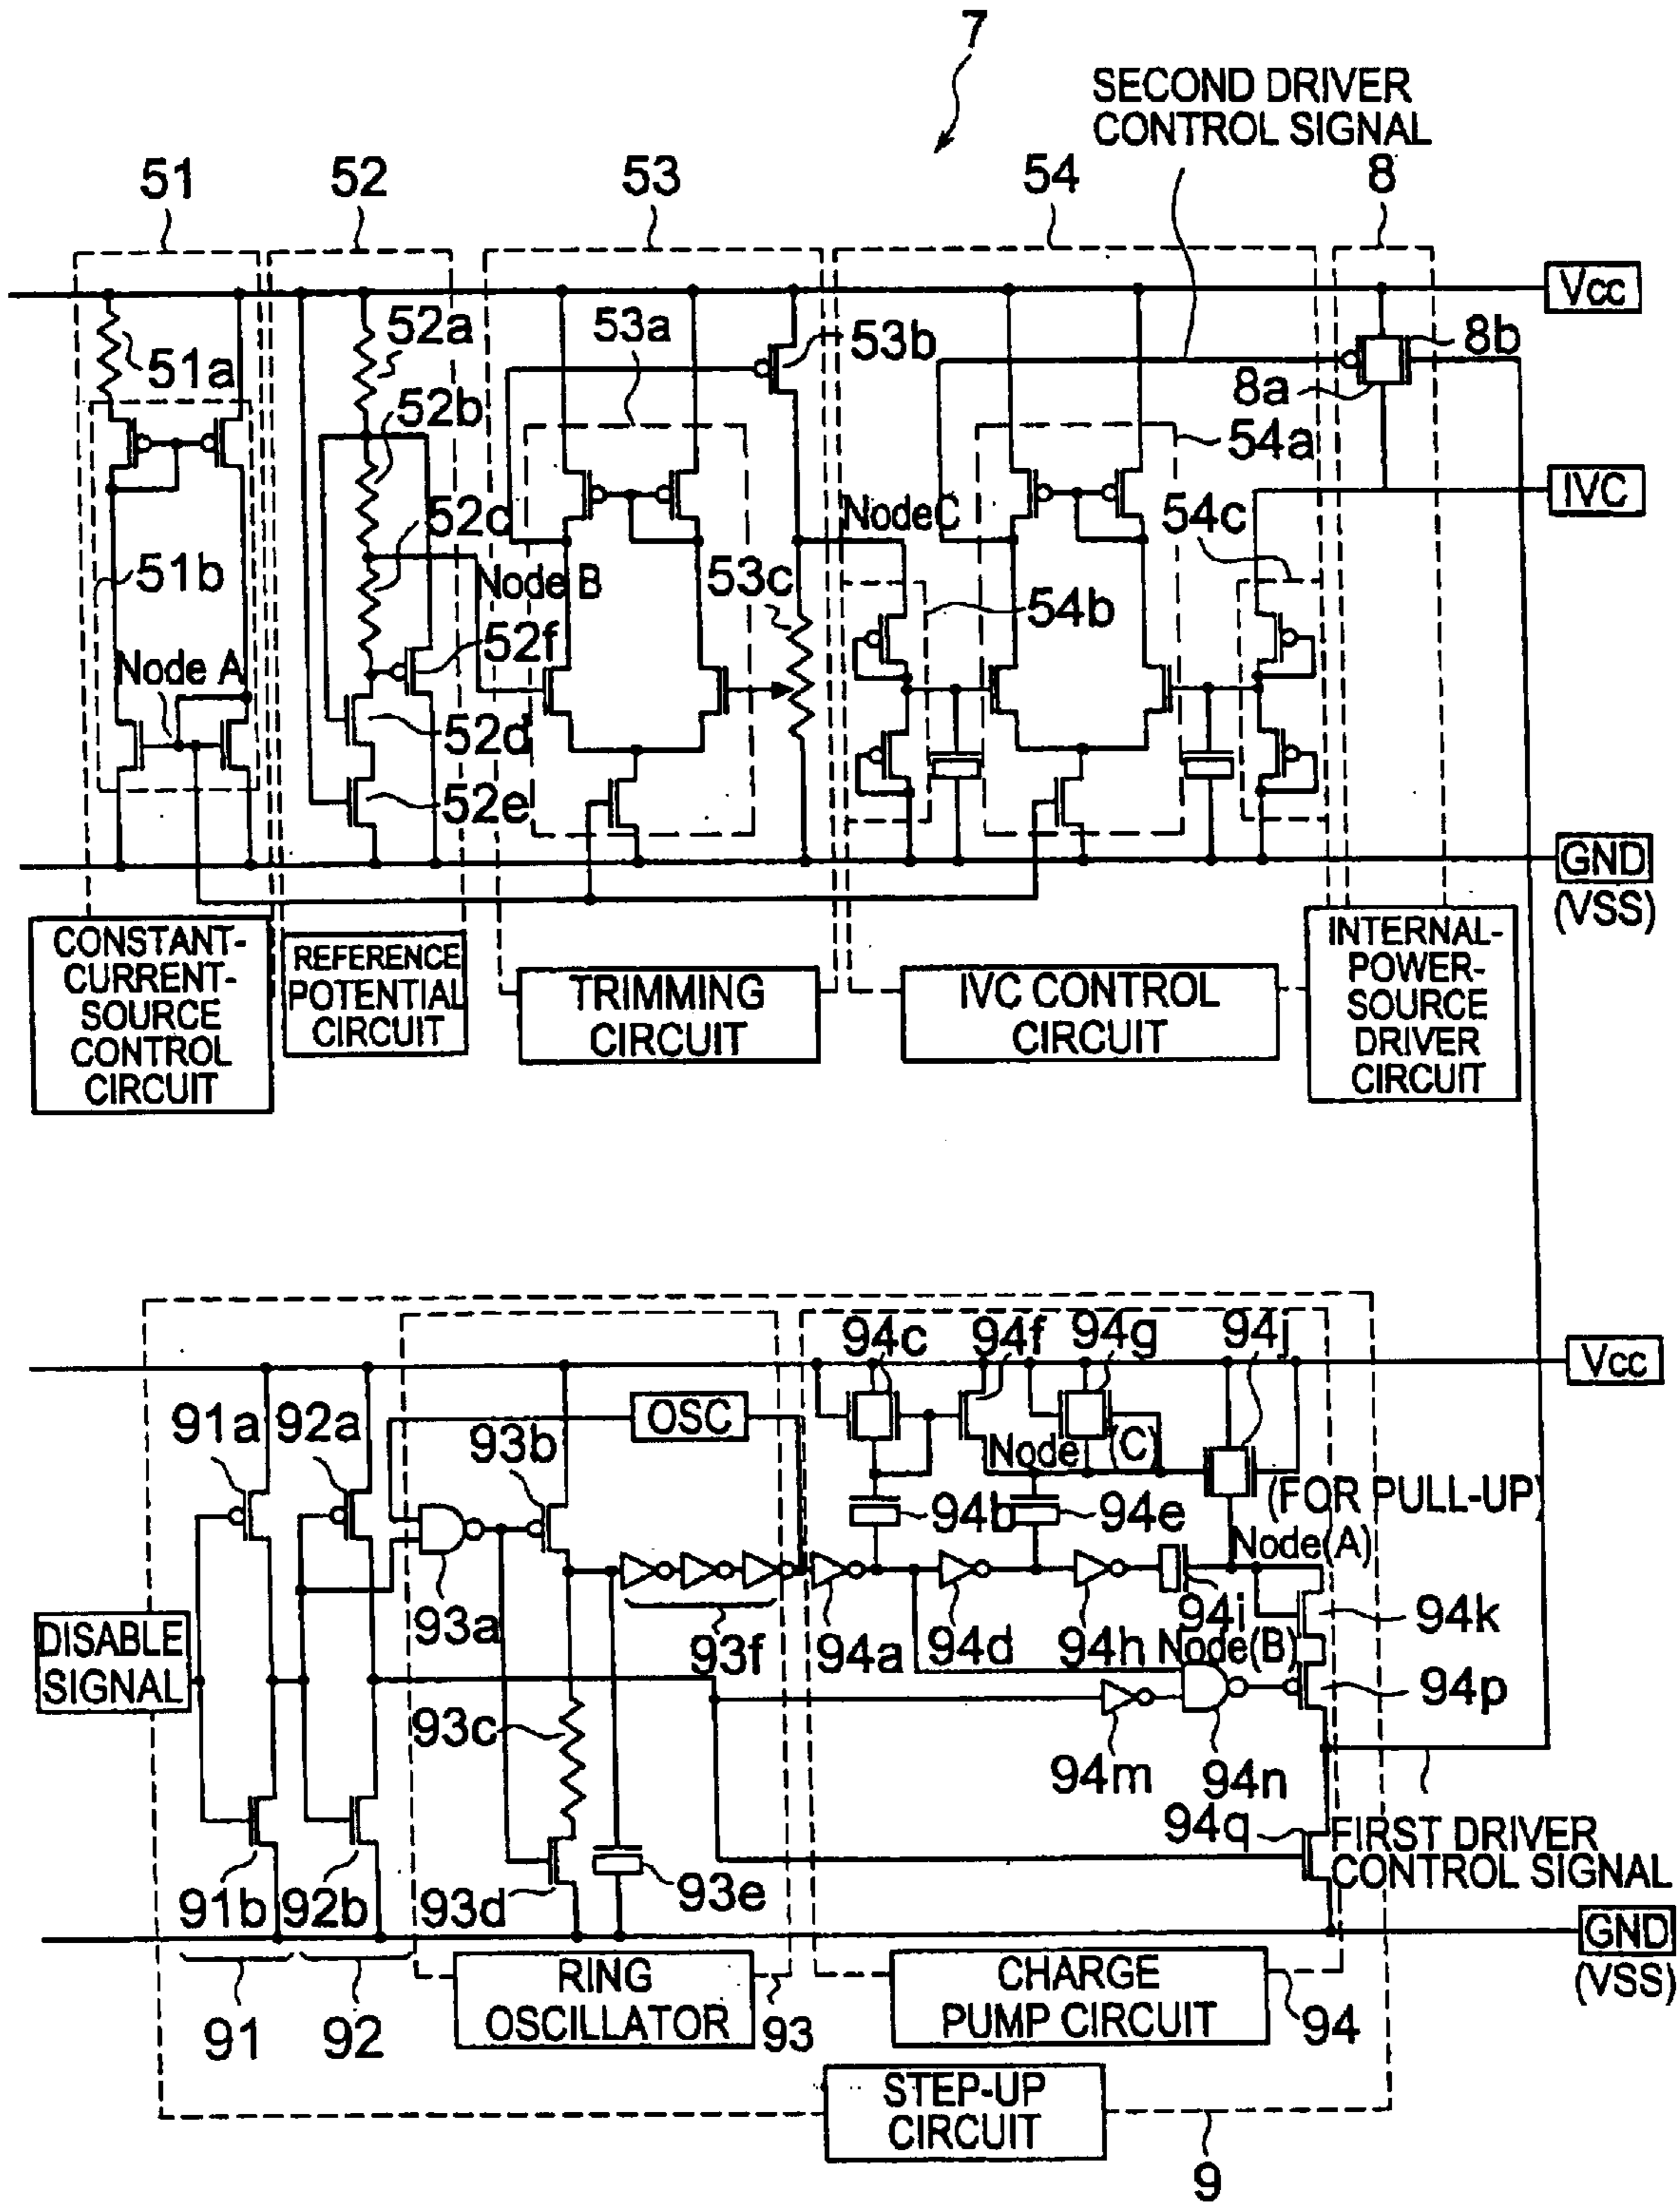 7
SECOND DRIVER
CONTROL SIGNAL
51
52
53
54
8
Vcc
51a
52a
53a
53b
8b
8a
52b
54a
IVC
52c
NodeC
54c
51b
Node B
53c
54b
Node A
52f
52d
52e
GND
(VSS)
CONSTANT-
CURRENT-
SOURCE
CONTROL
CIRCUIT
REFERENCE
POTENTIAL
CIRCUIT
TRIMMING
CIRCUIT
IVC CONTROL
CIRCUIT
INTERNAL-
POWER-
SOURCE
DRIVER
CIRCUIT
94c
94f
94g
94j
Vcc
91a
92a
93b
OSC
Node
(C)
(FOR PULL-UP)
94b
94e
Node(A)
93a
93f
94a
94d
94h
94i
94k
DISABLE
SIGNAL
Node(B)
94p
93c
94m
94n
94q
FIRST DRIVER
CONTROL SIGNAL
91b
92b
93d
93e
GND
(VSS)
91
92
RING
OSCILLATOR
93
CHARGE
PUMP CIRCUIT
94
STEP-UP
CIRCUIT
9